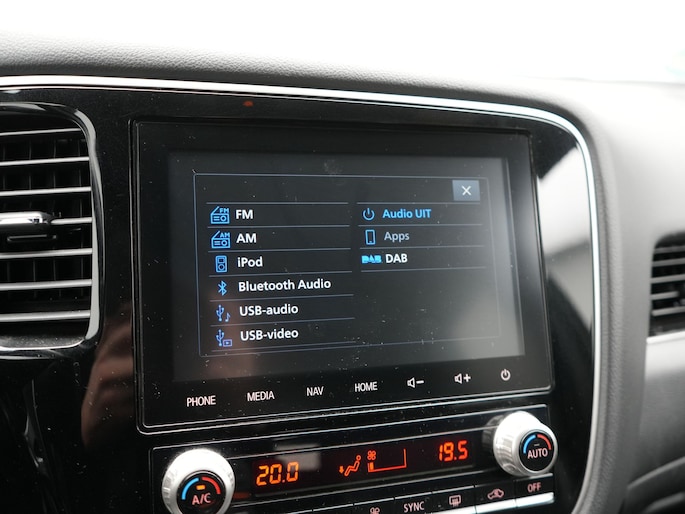 FM
AM
iPod
Bluetooth Audio
USB-audio
USB-video
Audio UIT
Apps
DAB DAB
PHONE MEDIA NAV HOME
20.0 19.5
A/C AUTO
SYNC OFF